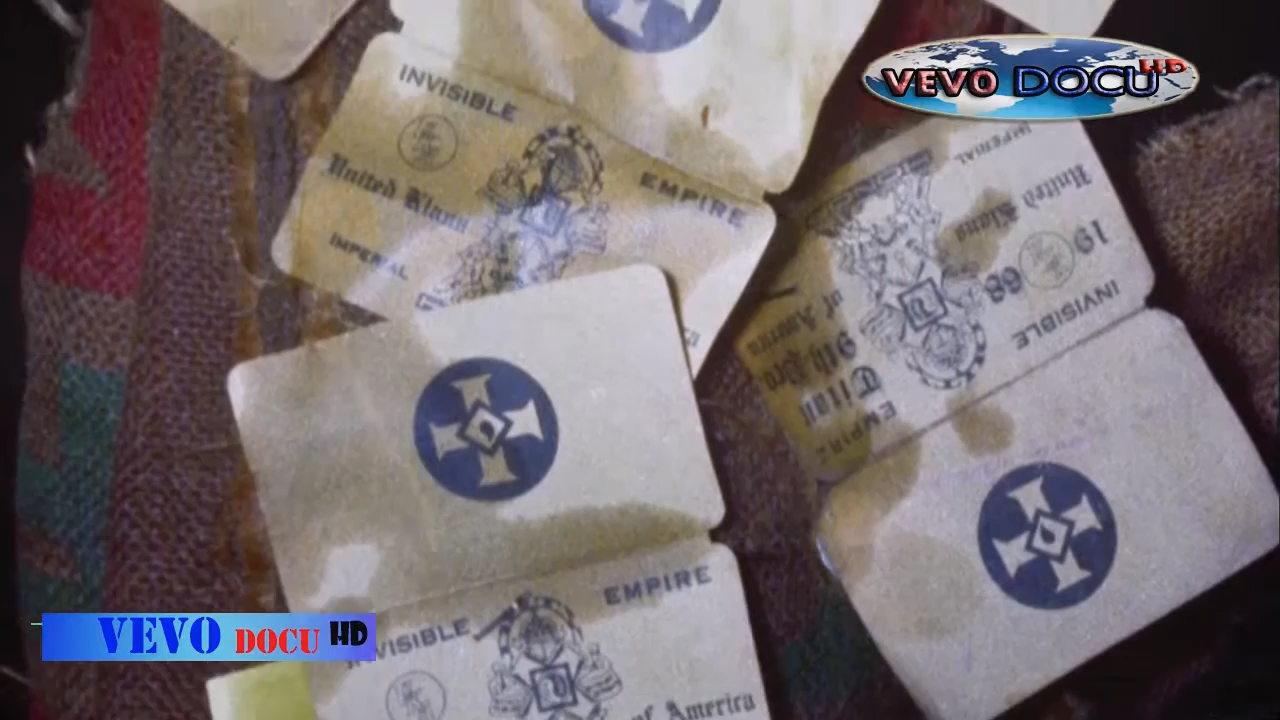 VEVO DOCU HD
INVISIBLE
EMPIRE
United Klans
IMPERIAL
IMPERIAL
United Klans
19 68
INVISIBLE
of America
EMPIRE
INVISIBLE
EMPIRE
of America
VEVO DOCU HD